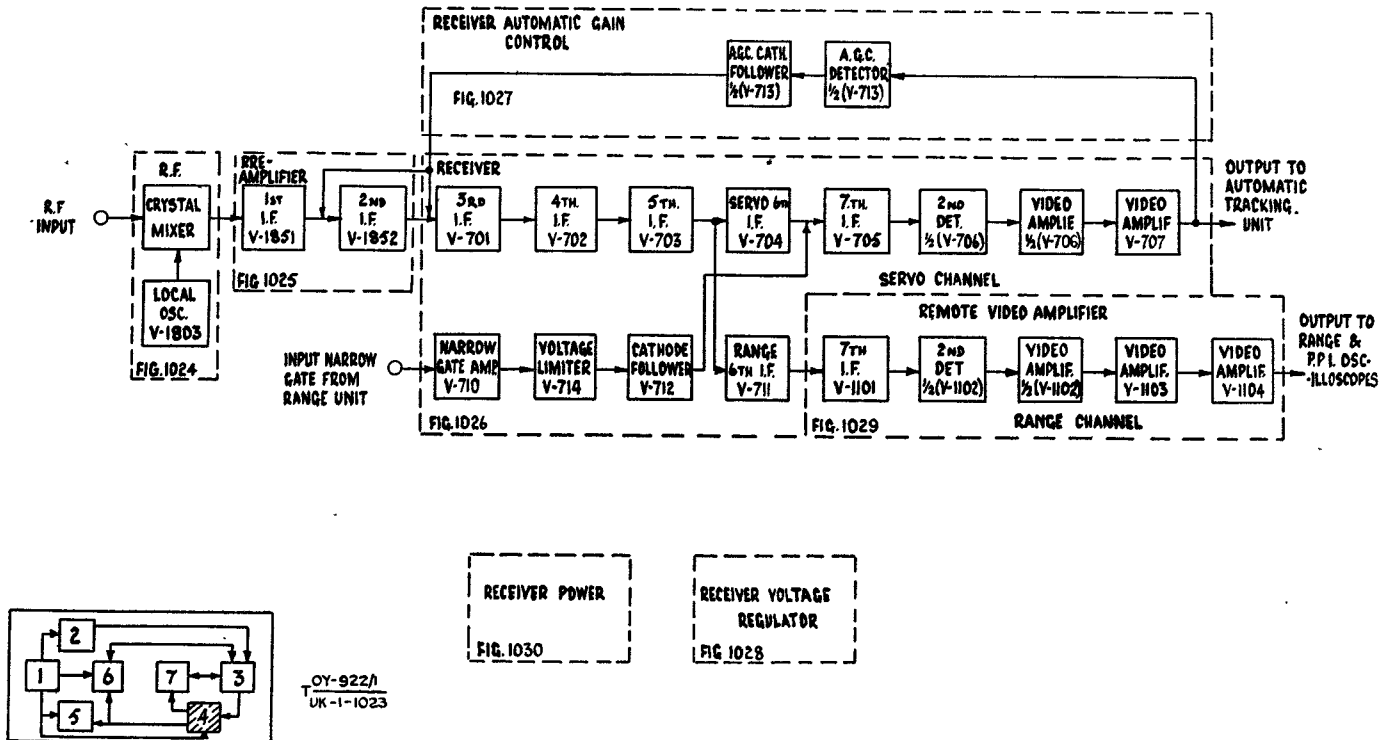 RECEIVER AUTOMATIC GAIN
CONTROL
A.G.C. CATH.
FOLLOWER
½(V-713)
A.G.C.
DETECTOR
½(V-713)
FIG. 1027
R.F.
INPUT
R.F.
CRYSTAL
MIXER
LOCAL
OSC.
V-1803
FIG. 1024
PRE-
AMPLIFIER
1ST
I.F.
V-1851
2ND
I.F.
V-1852
FIG 1025
RECEIVER
3RD
I.F.
V-701
4TH.
I.F.
V-702
5TH.
I.F.
V-703
SERVO 6TH
I.F.
V-704
7.TH.
I.F.
V-705
2ND
DET.
½(V-706)
VIDEO
AMPLIF
½(V-706)
VIDEO
AMPLIF
V-707
OUTPUT TO
AUTOMATIC
TRACKING.
UNIT
SERVO CHANNEL
INPUT NARROW
GATE FROM
RANGE UNIT
NARROW
GATE AMP
V-710
VOLTAGE
LIMITER
V-714
CATHODE
FOLLOWER
V-712
RANGE
6TH I.F.
V-711
FIG.1026
REMOTE VIDEO AMPLIFIER
7TH
I.F.
V-1101
2ND
DET
½(V-1102)
VIDEO
AMPLIF.
½(V-1102)
VIDEO
AMPLIF.
V-1103
VIDEO
AMPLIF.
V-1104
OUTPUT TO
RANGE &
P.P.I. OSC-
-ILLOSCOPES
FIG.1029
RANGE CHANNEL
RECEIVER POWER
FIG. 1030
RECEIVER VOLTAGE
REGULATOR
FIG 1028
2
1
6
7
3
5
4
T OY-922/1
UK-1-1023